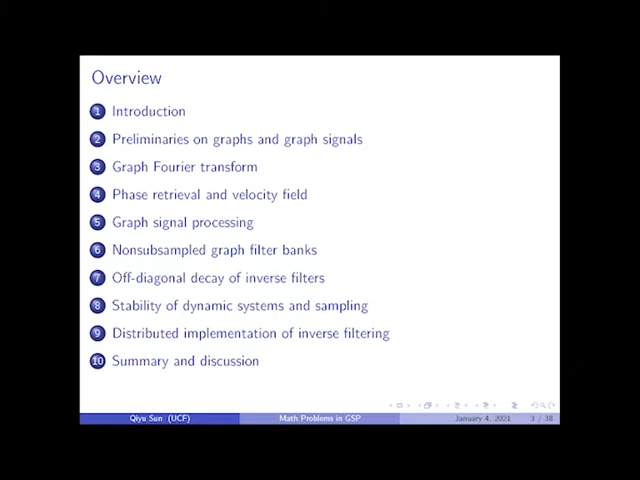 Overview
1 Introduction
2 Preliminaries on graphs and graph signals
3 Graph Fourier transform
4 Phase retrieval and velocity field
5 Graph signal processing
6 Nonsubsampled graph filter banks
7 Off-diagonal decay of inverse filters
8 Stability of dynamic systems and sampling
9 Distributed implementation of inverse filtering
10 Summary and discussion
Qiyu Sun (UCF) Math Problems in GSP January 4, 2021 3 / 38